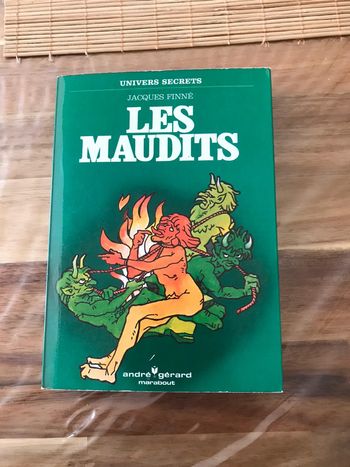 UNIVERS SECRETS
JACQUES FINNÉ
LES
MAUDITS
andré gérard
marabout